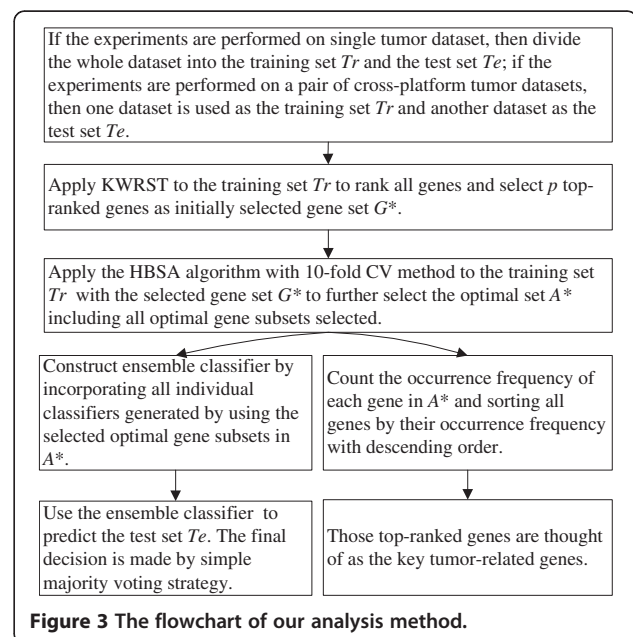 If the experiments are performed on single tumor dataset, then divide
the whole dataset into the training set Tr and the test set Te; if the
experiments are performed on a pair of cross-platform tumor datasets,
then one dataset is used as the training set Tr and another dataset as the
test set Te.
Apply KWRST to the training set Tr to rank all genes and select p top-
ranked genes as initially selected gene set G*.
Apply the HBSA algorithm with 10-fold CV method to the training set
Tr with the selected gene set G* to further select the optimal set A*
including all optimal gene subsets selected.
Construct ensemble classifier by
incorporating all individual
classifiers generated by using the
selected optimal gene subsets in
A*.
Count the occurrence frequency of
each gene in A* and sorting all
genes by their occurrence frequency
with descending order.
Use the ensemble classifier to
predict the test set Te. The final
decision is made by simple
majority voting strategy.
Those top-ranked genes are thought
of as the key tumor-related genes.
Figure 3 The flowchart of our analysis method.